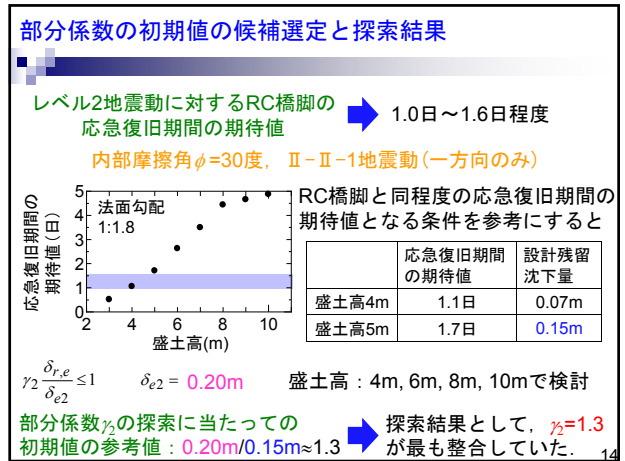 部分係数の初期値の候補選定と探索結果
レベル2地震動に対するRC橋脚の
応急復旧期間の期待値
1.0日～1.6日程度
内部摩擦角φ=30度，Ⅱ-Ⅱ-1地震動(一方向のみ)
応急復旧期間の
期待値(日)
5
4
3
2
1
0
法面勾配
1:1.8
2 4 6 8 10
盛土高(m)
RC橋脚と同程度の応急復旧期間の
期待値となる条件を参考にすると
応急復旧期間の期待値 設計残留沈下量
盛土高4m 1.1日 0.07m
盛土高5m 1.7日 0.15m
γ2 δr,e/δe2 ≤1 δe2 = 0.20m 盛土高：4m, 6m, 8m, 10mで検討
部分係数γ2の探索に当たっての
初期値の参考値：0.20m/0.15m≈1.3
探索結果として，γ2=1.3
が最も整合していた．
14